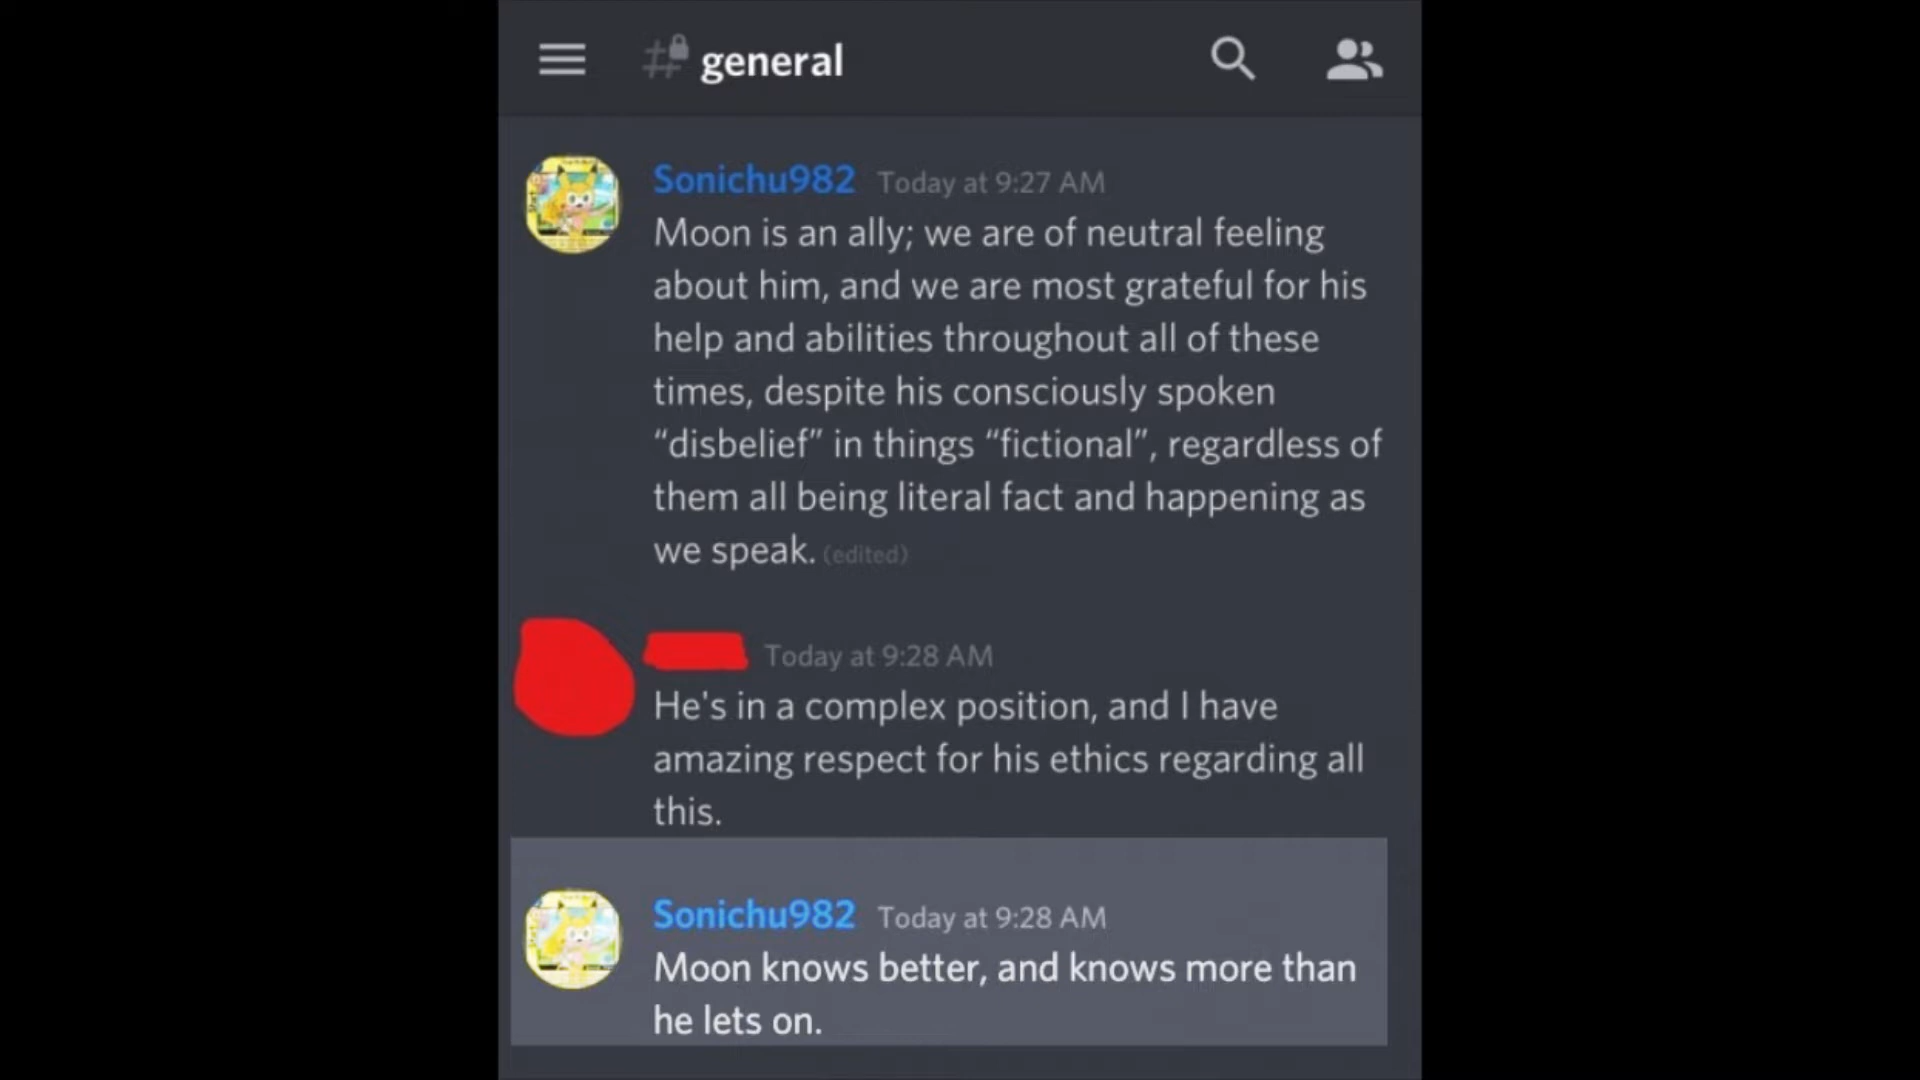 general
Sonichu982 Today at 9:27 AM
Moon is an ally; we are of neutral feeling
about him, and we are most grateful for his
help and abilities throughout all of these
times, despite his consciously spoken
“disbelief” in things “fictional”, regardless of
them all being literal fact and happening as
we speak. (edited)
Today at 9:28 AM
He's in a complex position, and I have
amazing respect for his ethics regarding all
this.
Sonichu982 Today at 9:28 AM
Moon knows better, and knows more than
he lets on.